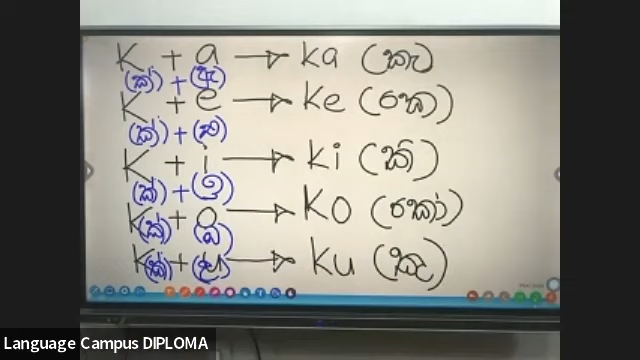 K + a → ka (කැ)
(ක්) + (ඇ)
K + e → ke (කෙ)
(ක්) + (එ)
K + i → ki (කි)
(ක්) + (ඉ)
K + o → ko (කො)
(ක්) + (ඔ)
K + u → ku (කු)
(ක්) + (උ)
Language Campus DIPLOMA